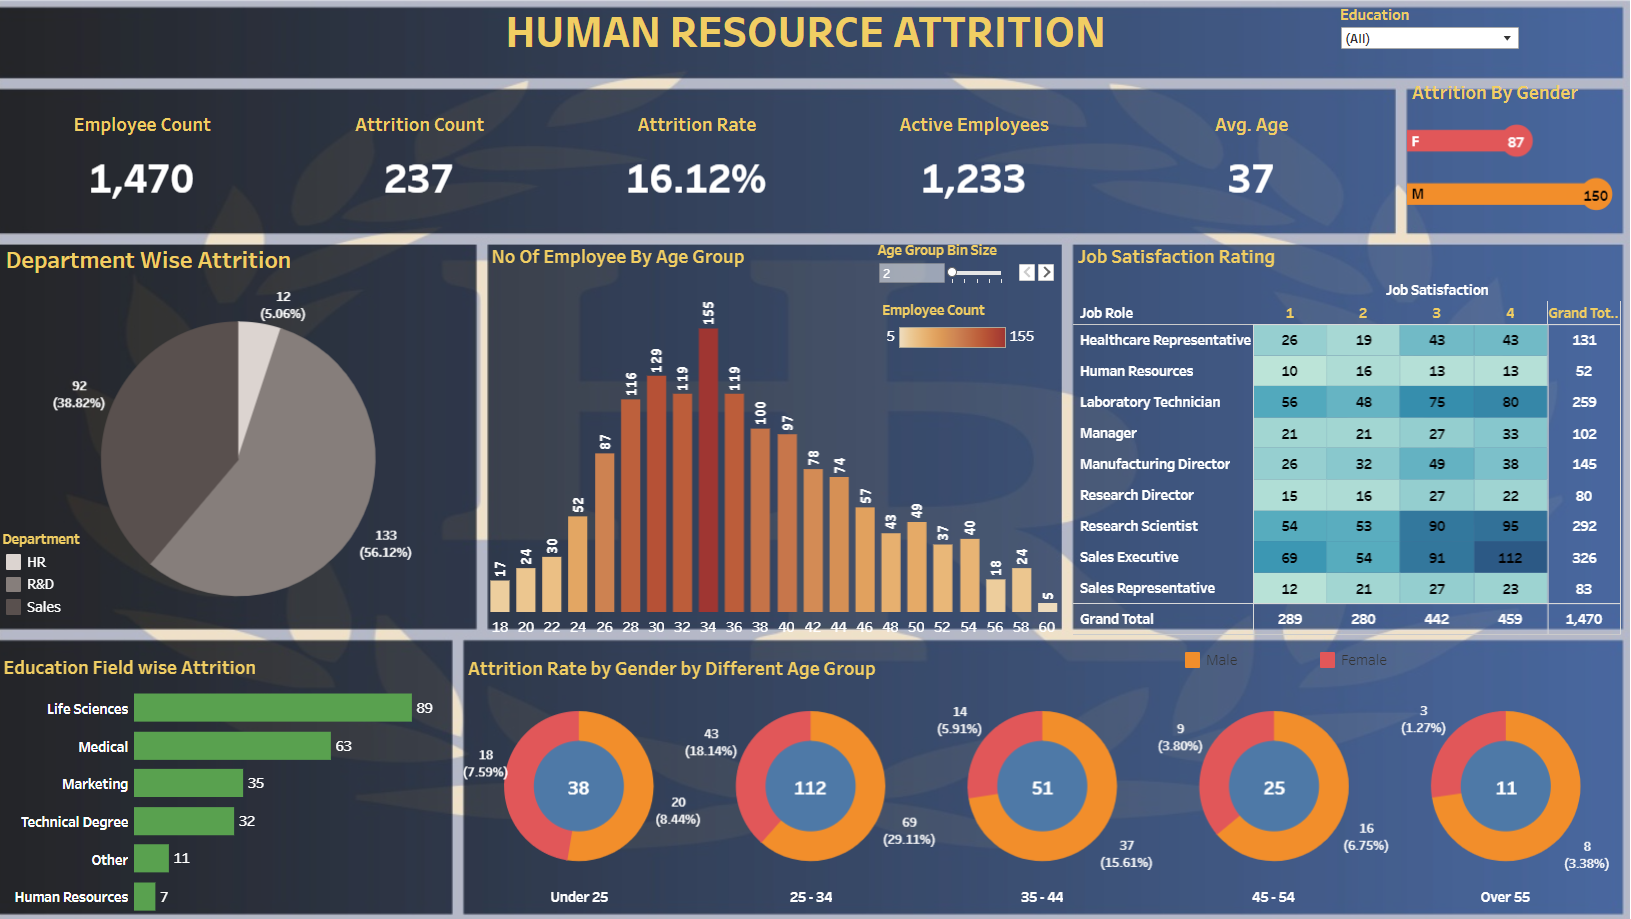 HUMAN RESOURCE ATTRITION
Education
(All)
Employee Count
1,470
Attrition Count
237
Attrition Rate
16.12%
Active Employees
1,233
Avg. Age
37
Attrition By Gender
F 87
M 150
Department Wise Attrition
12
(5.06%)
92
(38.82%)
133
(56.12%)
Department
HR
R&D
Sales
No Of Employee By Age Group
Age Group Bin Size
2
Employee Count
5 155
17 24 30 52 87 116 129 119 155 119 100 97 78 74 57 43 49 37 40 18 24 5
18 20 22 24 26 28 30 32 34 36 38 40 42 44 46 48 50 52 54 56 58 60
Job Satisfaction Rating
Job Satisfaction
Job Role 1 2 3 4 Grand Tot..
Healthcare Representative 26 19 43 43 131
Human Resources 10 16 13 13 52
Laboratory Technician 56 48 75 80 259
Manager 21 21 27 33 102
Manufacturing Director 26 32 49 38 145
Research Director 15 16 27 22 80
Research Scientist 54 53 90 95 292
Sales Executive 69 54 91 112 326
Sales Representative 12 21 27 23 83
Grand Total 289 280 442 459 1,470
Education Field wise Attrition
Life Sciences 89
Medical 63
Marketing 35
Technical Degree 32
Other 11
Human Resources 7
Attrition Rate by Gender by Different Age Group
Male Female
18
(7.59%)
38
20
(8.44%)
Under 25
43
(18.14%)
112
69
(29.11%)
25 - 34
14
(5.91%)
51
37
(15.61%)
35 - 44
9
(3.80%)
25
16
(6.75%)
45 - 54
3
(1.27%)
11
8
(3.38%)
Over 55